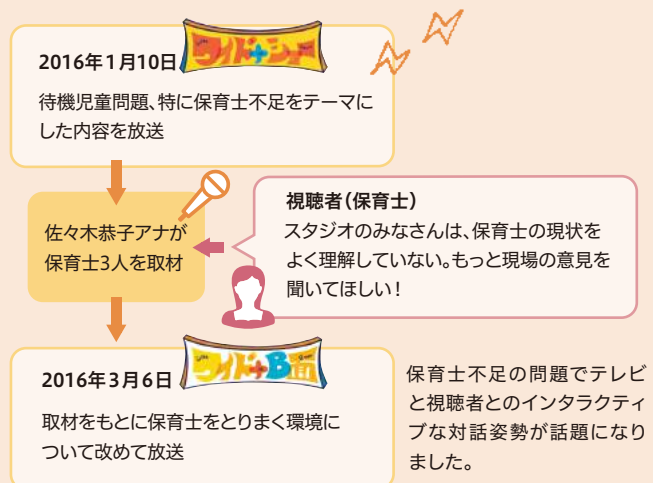 2016年1月10日
ワイド+ショー
待機児童問題、特に保育士不足をテーマに
した内容を放送
佐々木恭子アナが
保育士3人を取材
視聴者（保育士）
スタジオのみなさんは、保育士の現状を
よく理解していない。もっと現場の意見を
聞いてほしい！
2016年3月6日
B面
取材をもとに保育士をとりまく環境に
ついて改めて放送
保育士不足の問題でテレビ
と視聴者とのインタラクティ
ブな対話姿勢が話題になり
ました。